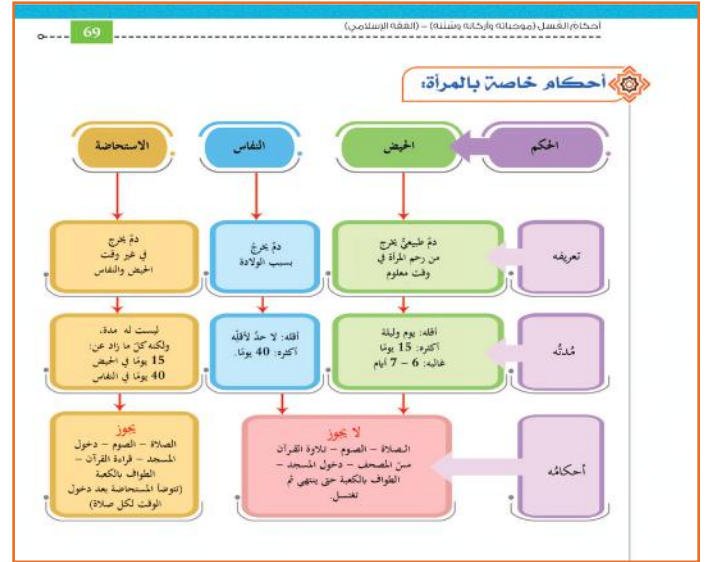 أحكام الغسل (موجباته وأركانه وسننه) – (الفقه الإسلامي)
69
أحكام خاصة بالمرأة:
الحكم
الحيض
النفاس
الاستحاضة
تعريفه
دمٌ طبيعيٌّ يخرج
من رحم المرأة في
وقت معلوم
دمٌ يخرجُ
بسبب الولادة
دمٌ يخرج
في غير وقت
الحيض والنفاس
مُدتُه
أقله: يوم وليلة
أكثره: 15 يومًا
غالبه: 6 – 7 أيام
أقله: لا حدَّ لأقلِّه
أكثره: 40 يومًا.
ليست له مدة،
ولكنه كلّ ما زاد عن:
15 يومًا في الحيض
40 يومًا في النفاس
أحكامُه
لا يجوز
الصلاة – الصوم – تلاوة القرآن
مسّ المصحف – دخول المسجد –
الطواف بالكعبة حتى ينتهي ثم
تغتسل.
يجوز
الصلاة – الصوم – دخول
المسجد – قراءة القرآن –
الطواف بالكعبة
(تتوضأ المستحاضة بعد دخول
الوقت لكل صلاة)